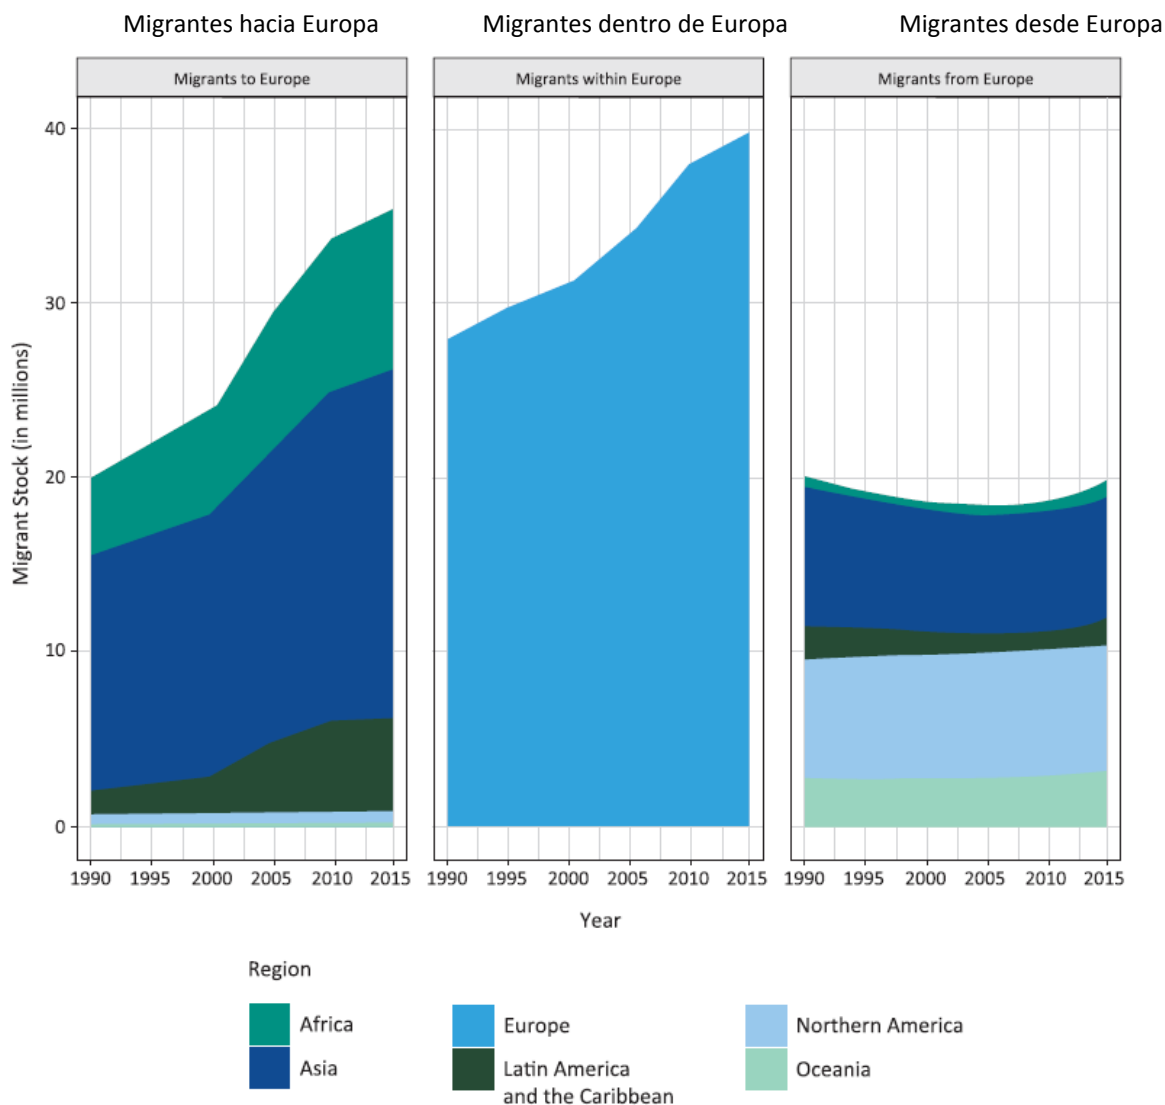 Migrantes hacia Europa
Migrantes dentro de Europa
Migrantes desde Europa
Migrants to Europe
Migrants within Europe
Migrants from Europe
Migrant Stock (in millions)
40
30
20
10
0
1990 1995 2000 2005 2010 2015
1990 1995 2000 2005 2010 2015
1990 1995 2000 2005 2010 2015
Year
Region
Africa
Europe
Northern America
Asia
Latin America
and the Caribbean
Oceania